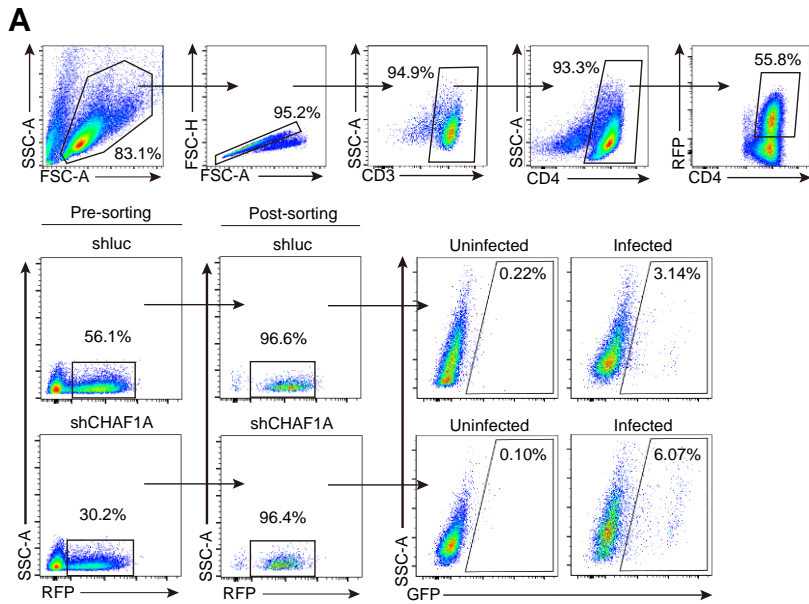 A
SSC-A
83.1%
FSC-A
FSC-H
95.2%
FSC-A
SSC-A
94.9%
CD3
SSC-A
93.3%
CD4
RFP
55.8%
CD4
Pre-sorting
Post-sorting
shluc
shluc
Uninfected
Infected
56.1%
96.6%
0.22%
3.14%
shCHAF1A
shCHAF1A
Uninfected
Infected
30.2%
96.4%
0.10%
6.07%
SSC-A
SSC-A
SSC-A
RFP
RFP
GFP